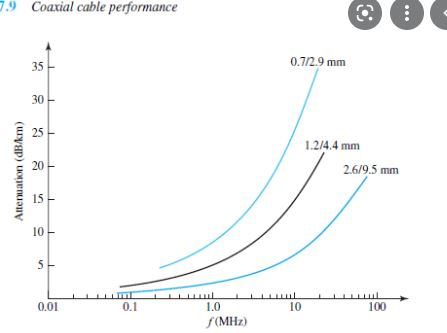 7.9 Coaxial cable performance
35
30
25
20
15
10
5
Attenuation (dB/km)
0.7/2.9 mm
1.2/4.4 mm
2.6/9.5 mm
0.01 0.1 1.0 10 100
f (MHz)